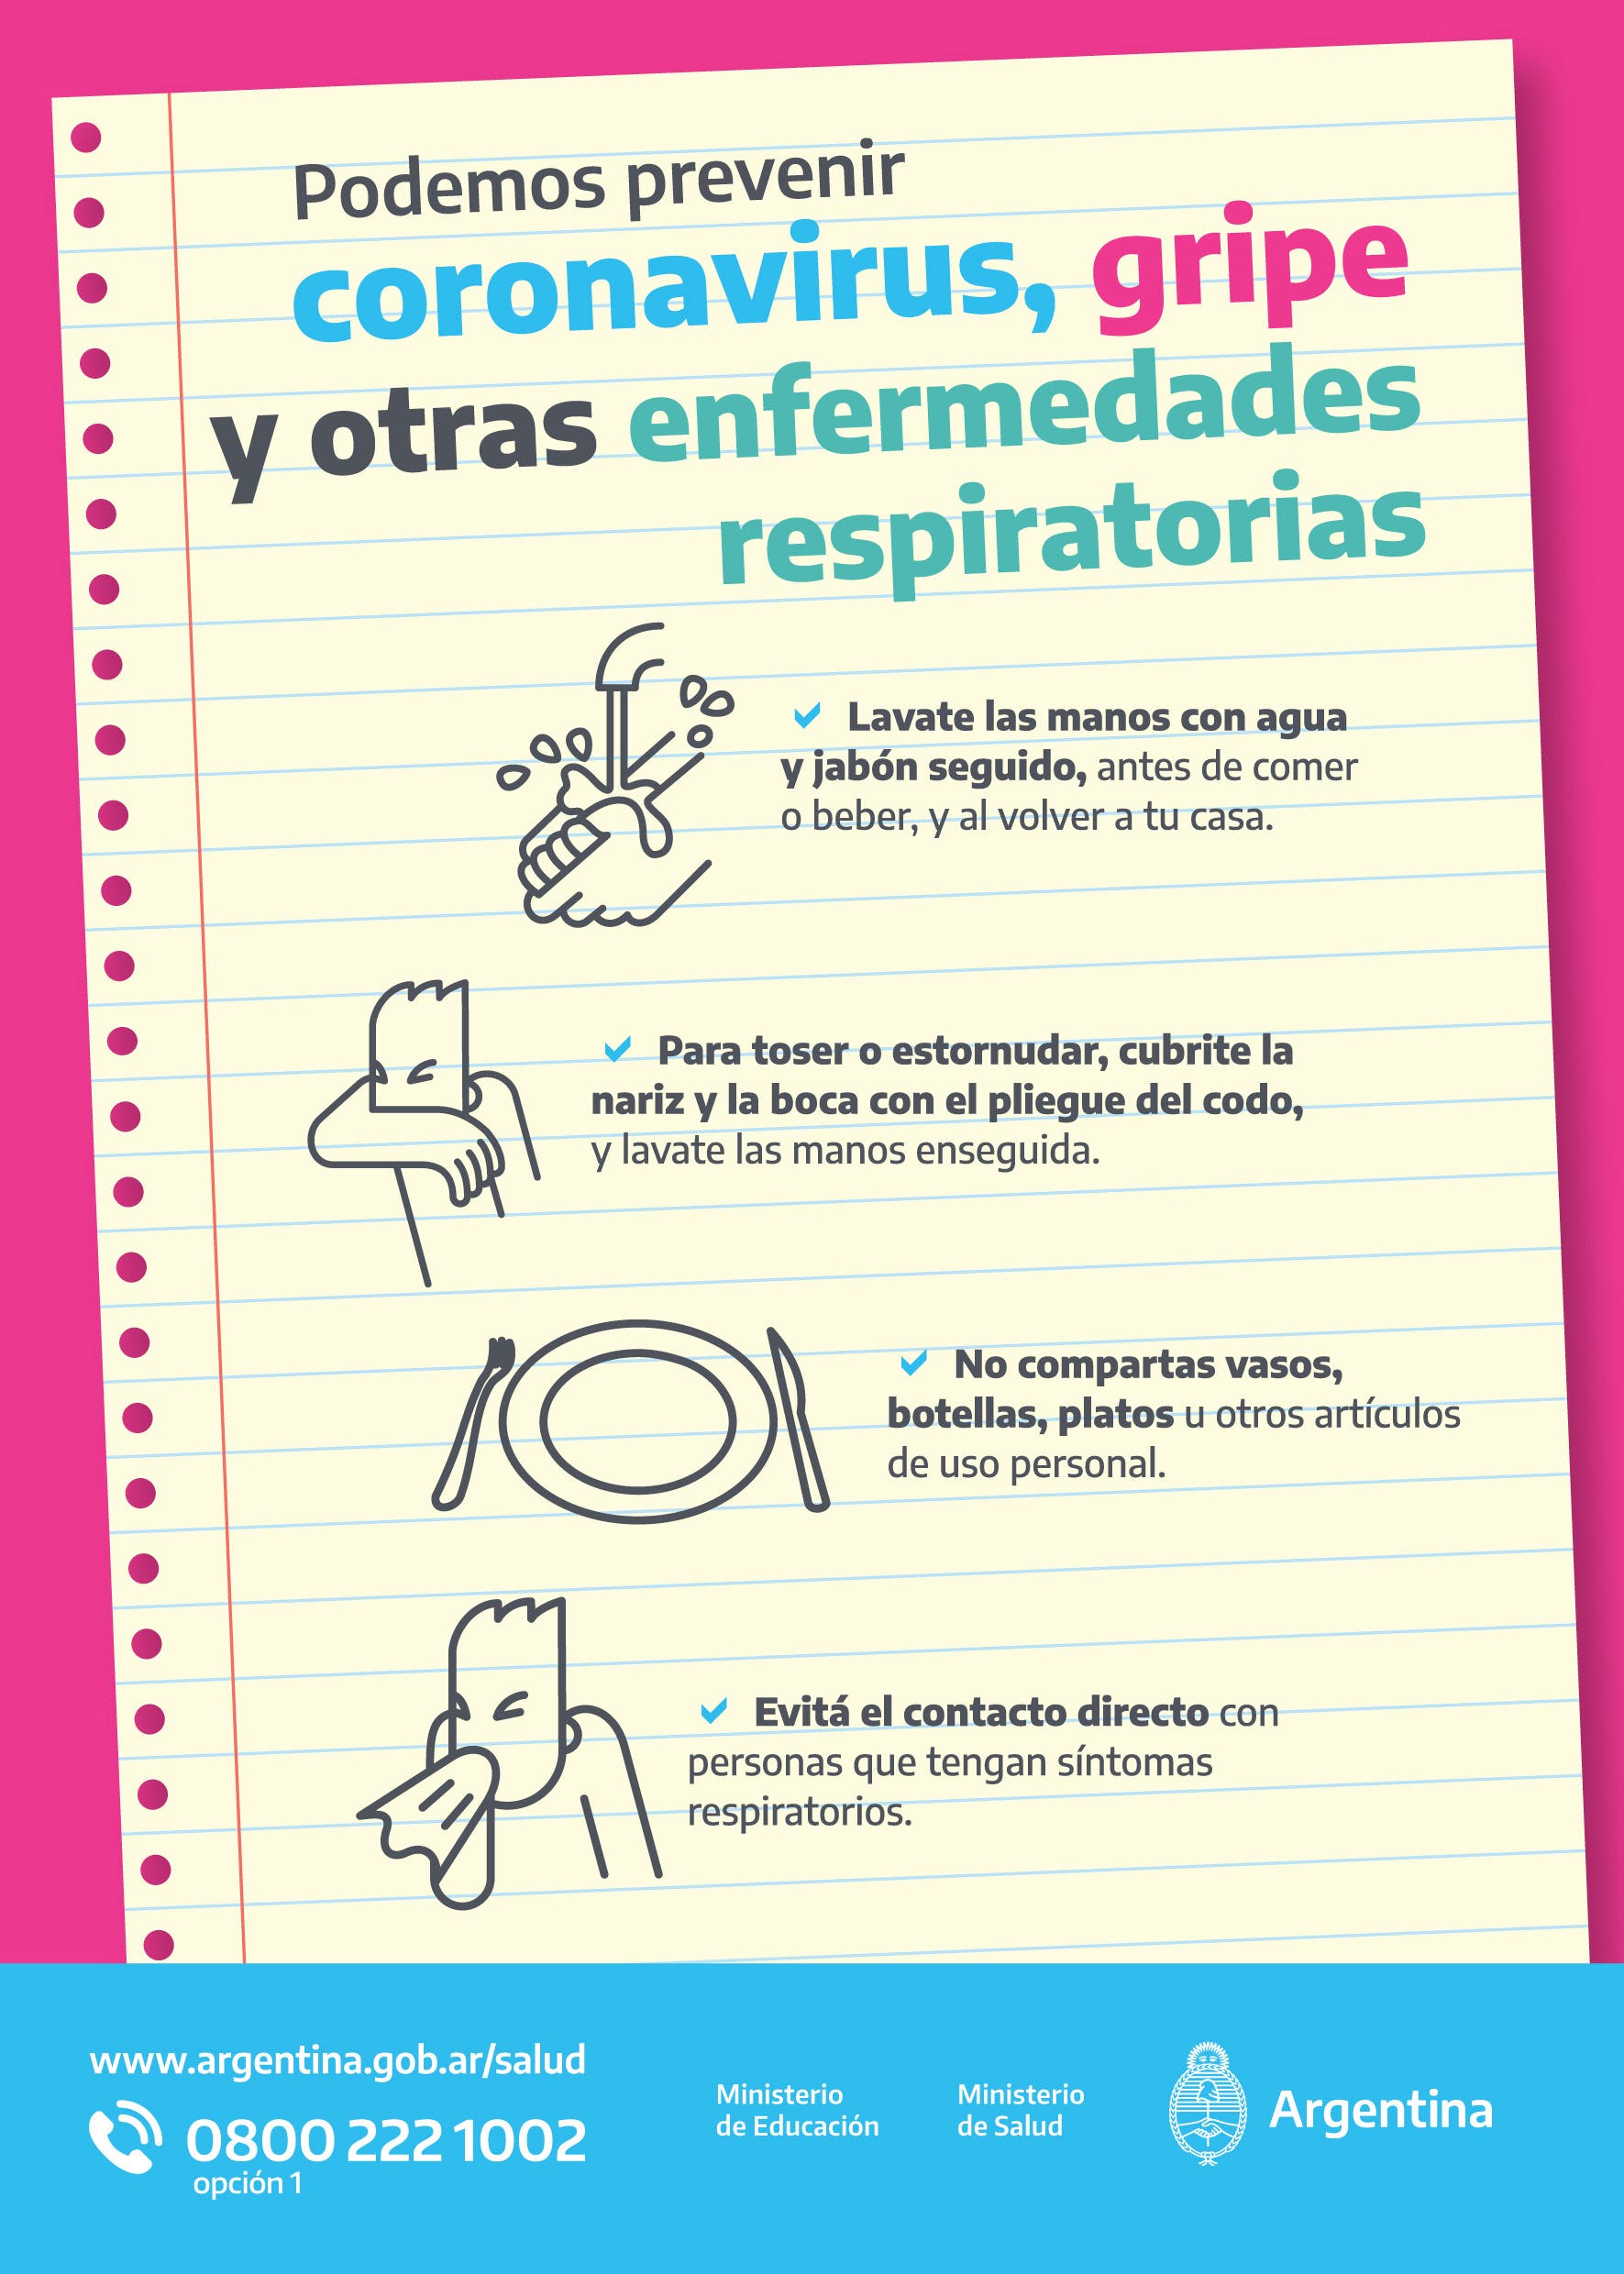 Podemos prevenir
coronavirus, gripe
y otras enfermedades
respiratorias
Lavate las manos con agua
y jabón seguido, antes de comer
o beber, y al volver a tu casa.
Para toser o estornudar, cubrite la
nariz y la boca con el pliegue del codo,
y lavate las manos enseguida.
No compartas vasos,
botellas, platos u otros artículos
de uso personal.
Evitá el contacto directo con
personas que tengan síntomas
respiratorios.
www.argentina.gob.ar/salud
0800 222 1002
opción 1
Ministerio
de Educación
Ministerio
de Salud
Argentina